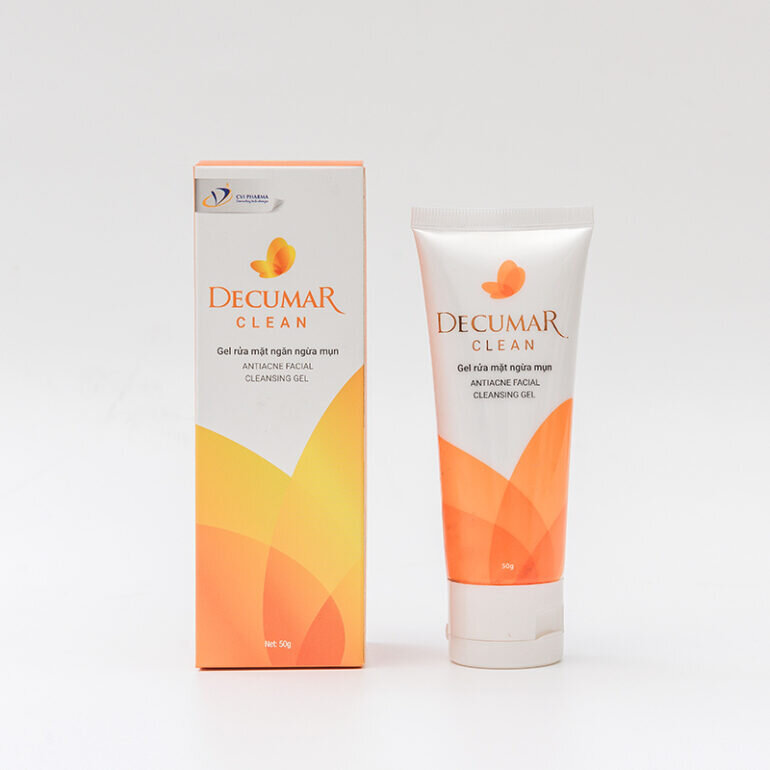 CVI PHARMA
DECUMAR
CLEAN
Gel rửa mặt ngăn ngừa mụn
ANTIACNE FACIAL
CLEANSING GEL
Net: 50g
DECUMAR
CLEAN
Gel rửa mặt ngừa mụn
ANTIACNE FACIAL
CLEANSING GEL
50g